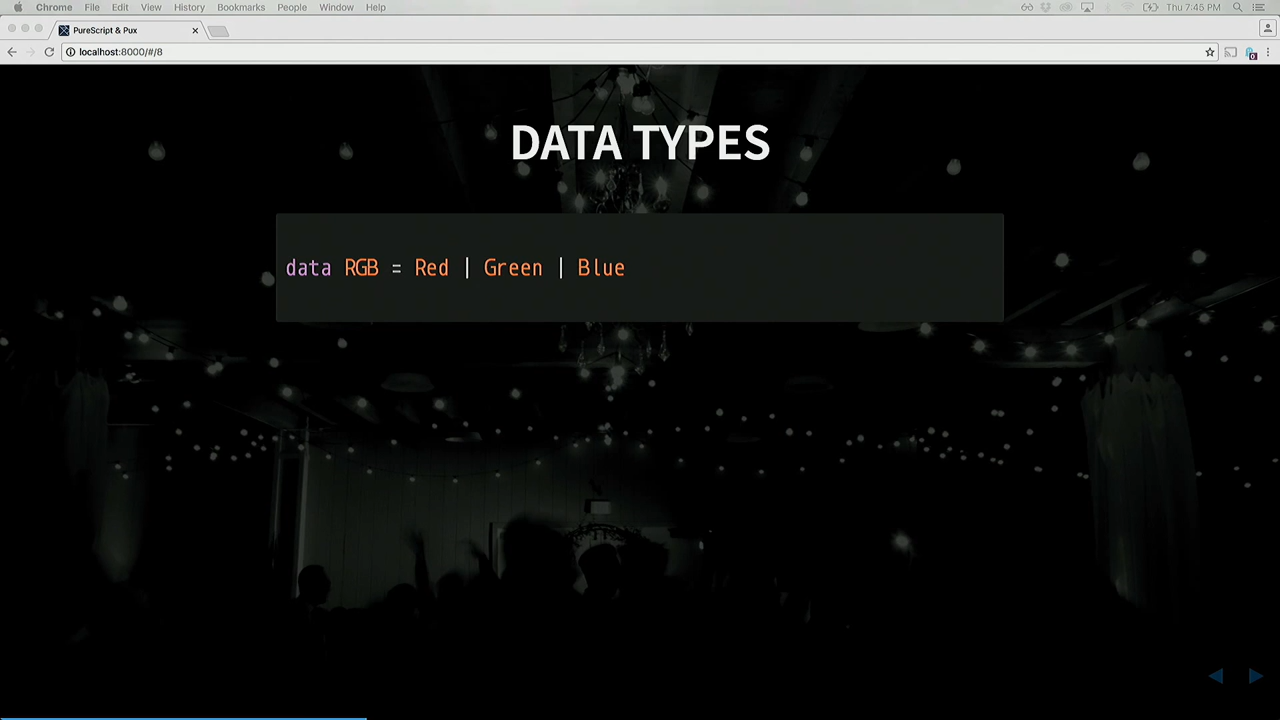 Chrome File Edit View History Bookmarks People Window Help Thu 7:45 PM
PureScript & Pux
localhost:8000/#/8
DATA TYPES
data RGB = Red | Green | Blue